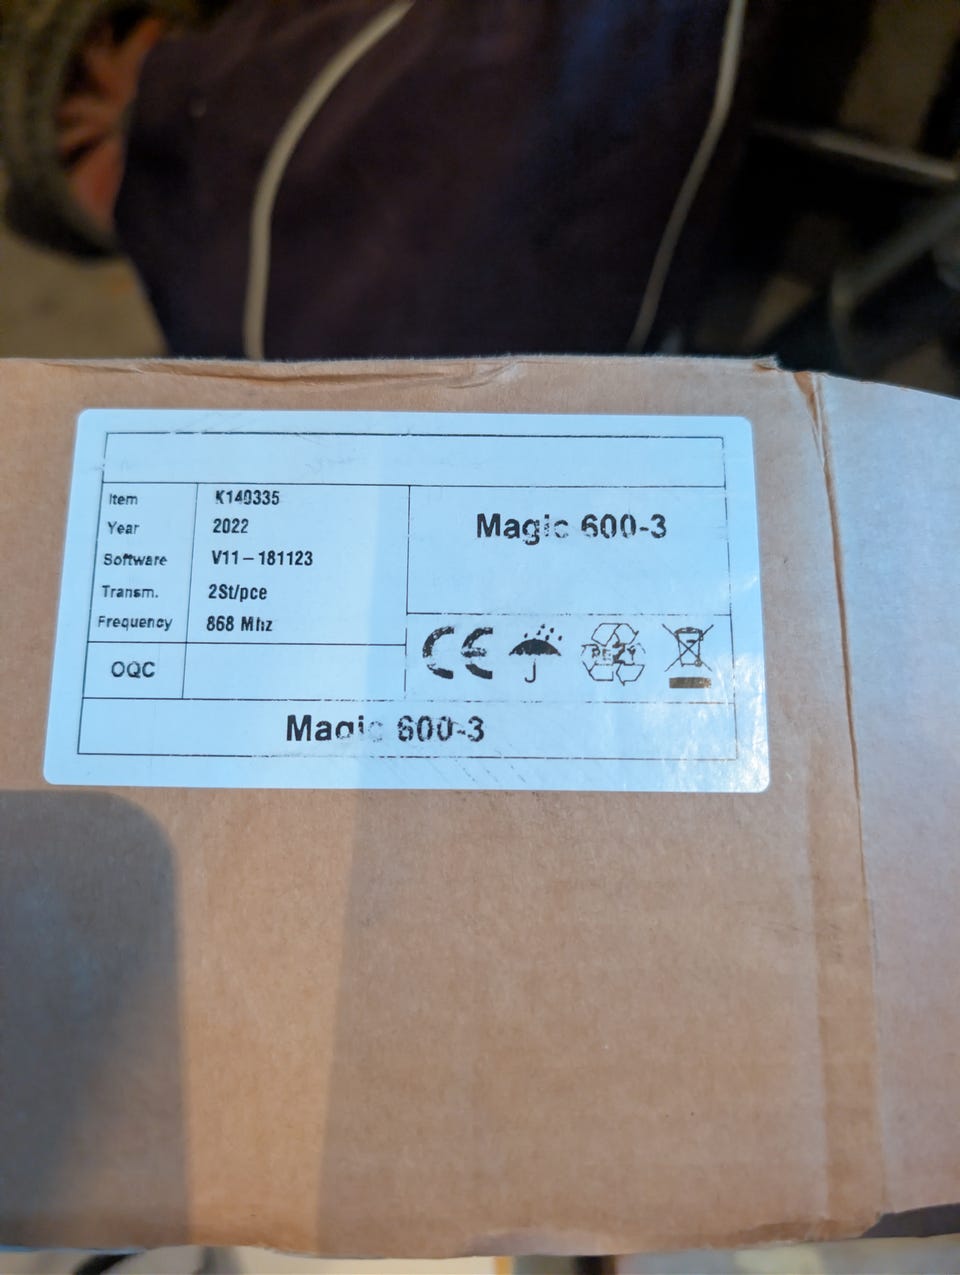 Item K140335
Year 2022
Software V11-181123
Transm. 2St/pce
Frequency 868 Mhz
OQC
Magic 600-3
CE
Magic 600-3